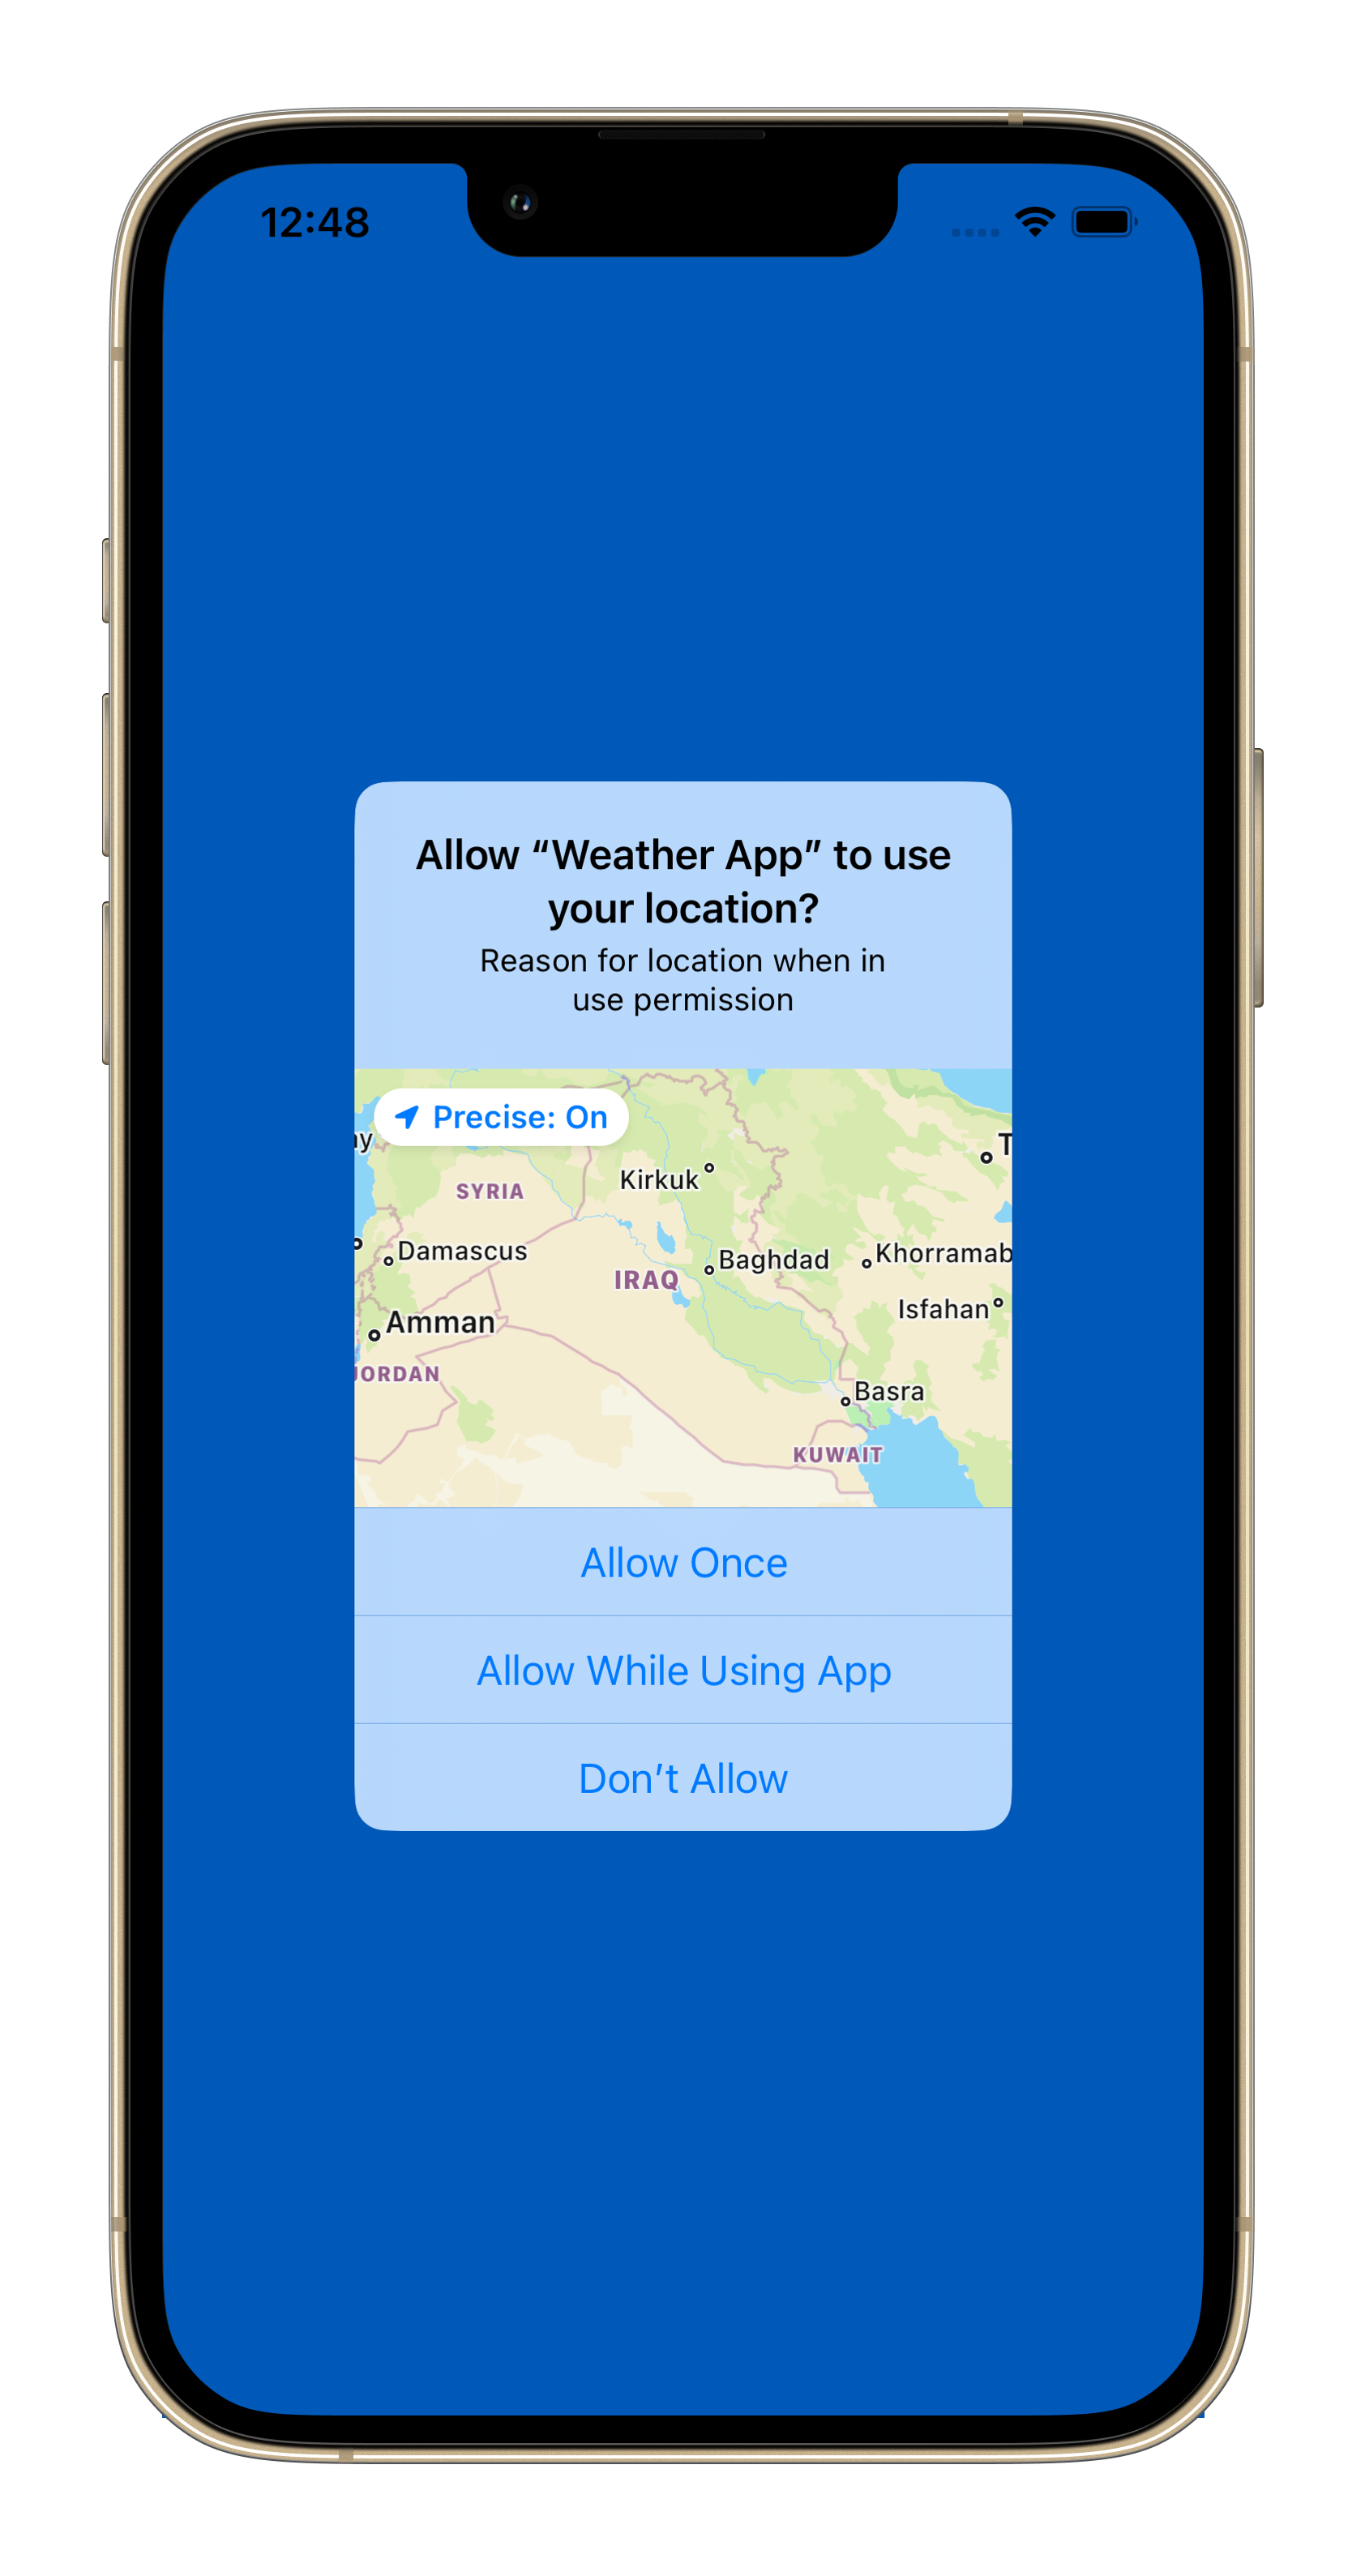 12:48
Allow “Weather App” to use
your location?
Reason for location when in
use permission
Precise: On
ay
T
Kirkuk
SYRIA
Damascus
Baghdad
Khorramab
IRAQ
Isfahan
Amman
JORDAN
Basra
KUWAIT
Allow Once
Allow While Using App
Don’t Allow